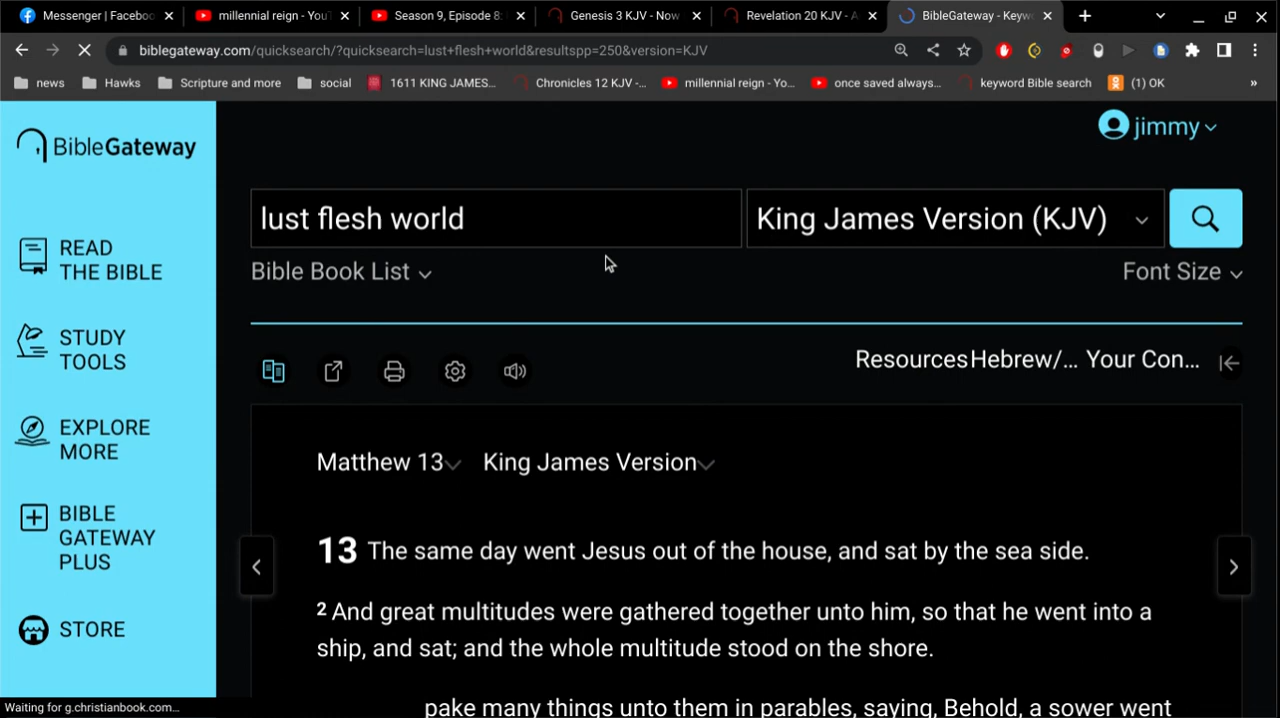 Messenger | Faceboo
millennial reign - YouT
Season 9, Episode 8:
Genesis 3 KJV - Now
Revelation 20 KJV - A
BibleGateway - Keyw
biblegateway.com/quicksearch/?quicksearch=lust+flesh+world&resultspp=250&version=KJV
news
Hawks
Scripture and more
social
1611 KING JAMES...
Chronicles 12 KJV -...
millennial reign - Yo...
once saved always...
keyword Bible search
(1) OK
»
BibleGateway
jimmy
lust flesh world
King James Version (KJV)
Bible Book List
Font Size
READ
THE BIBLE
STUDY
TOOLS
EXPLORE
MORE
BIBLE
GATEWAY
PLUS
STORE
Resources Hebrew/... Your Con...
Matthew 13
King James Version
13 The same day went Jesus out of the house, and sat by the sea side.
2 And great multitudes were gathered together unto him, so that he went into a
ship, and sat; and the whole multitude stood on the shore.
pake many things unto them in parables, saying, Behold, a sower went
Waiting for g.christianbook.com...